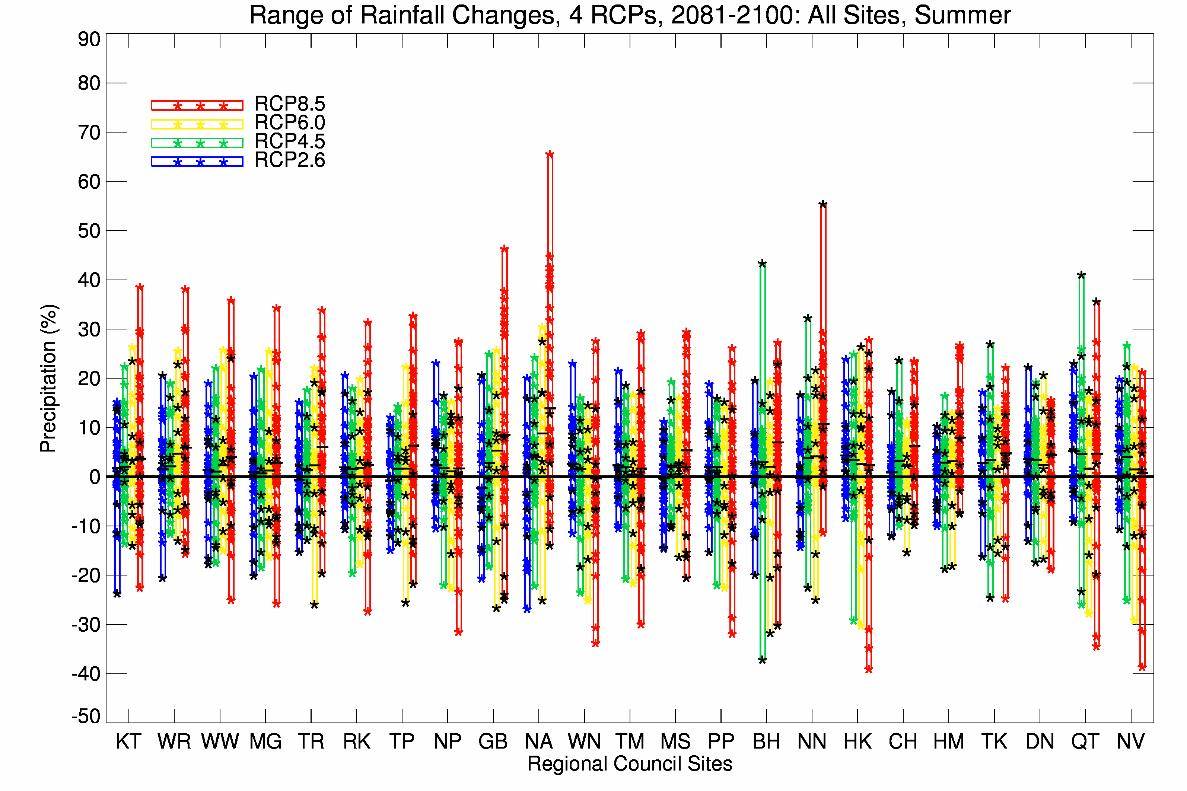 Range of Rainfall Changes, 4 RCPs, 2081-2100: All Sites, Summer
90
80
70
60
50
40
30
20
10
0
-10
-20
-30
-40
-50
Precipitation (%)
RCP8.5
RCP6.0
RCP4.5
RCP2.6
KT WR WW MG TR RK TP NP GB NA WN TM MS PP BH NN HK CH HM TK DN QT NV
Regional Council Sites